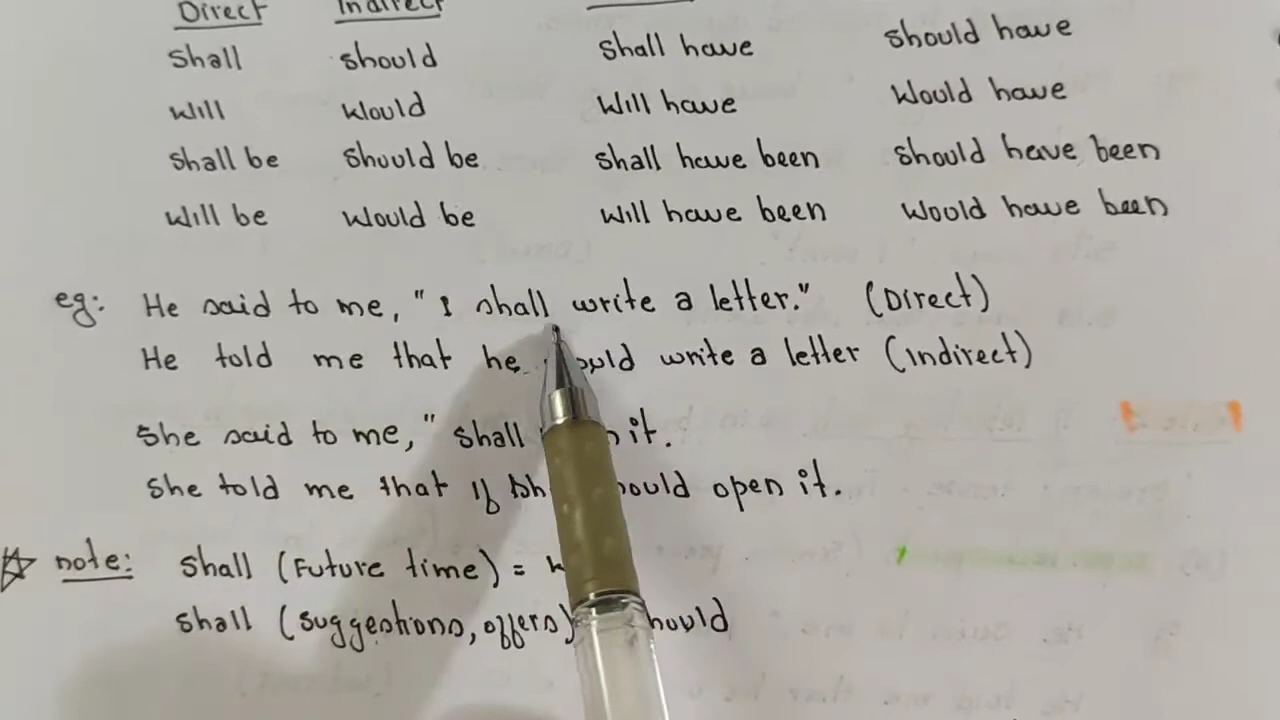 Direct Indirect
Shall should shall have should have
will would will have would have
shall be should be shall have been should have been
will be would be will have been would have been
eg: He said to me, "I shall write a letter." (Direct)
He told me that he write a letter (Indirect)
She said to me, "shall it.
She told me that if open it.
note: shall (Future time) =
shall (suggestions, offers)